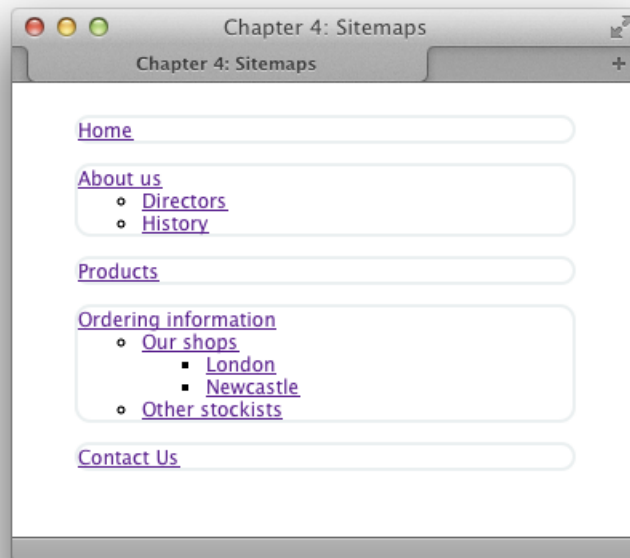 Chapter 4: Sitemaps
Chapter 4: Sitemaps
Home
About us
Directors
History
Products
Ordering information
Our shops
London
Newcastle
Other stockists
Contact Us